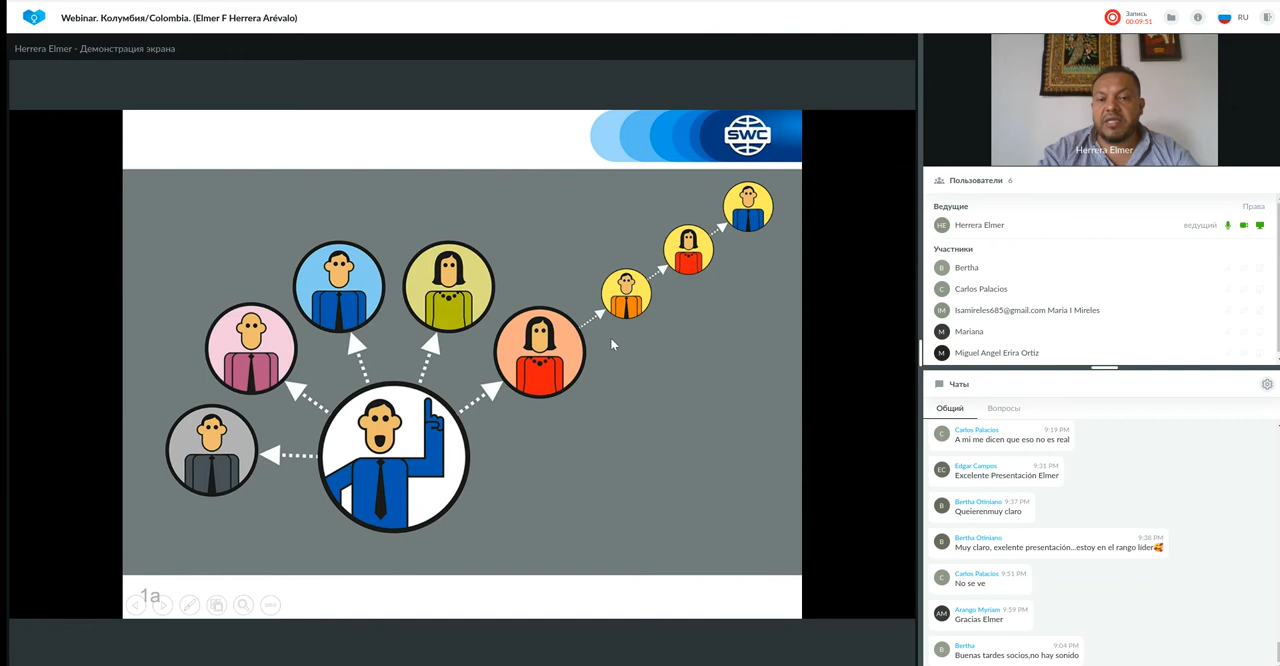 Webinar. Колумбия/Colombia. (Elmer F Herrera Arévalo)
Запись
00:09:51
RU
Herrera Elmer - Демонстрация экрана
SWC
1a
Herrera Elmer
Пользователи 6
Ведущие Права
HE Herrera Elmer ведущий
Участники
B Bertha
C Carlos Palacios
IM Isamireles685@gmail.com Maria I Mireles
M Mariana
M Miguel Angel Erira Ortiz
Чаты
Общий Вопросы
C Carlos Palacios 9:19 PM
A mi me dicen que eso no es real
EC Edgar Campos 9:31 PM
Excelente Presentación Elmer
B Bertha Otiniano 9:37 PM
Queierenmuy claro
B Bertha Otiniano 9:38 PM
Muy claro, exelente presentación...estoy en el rango lider🥰
C Carlos Palacios 9:51 PM
No se ve
AM Arango Myriam 9:59 PM
Gracias Elmer
B Bertha 9:04 PM
Buenas tardes socios,no hay sonido